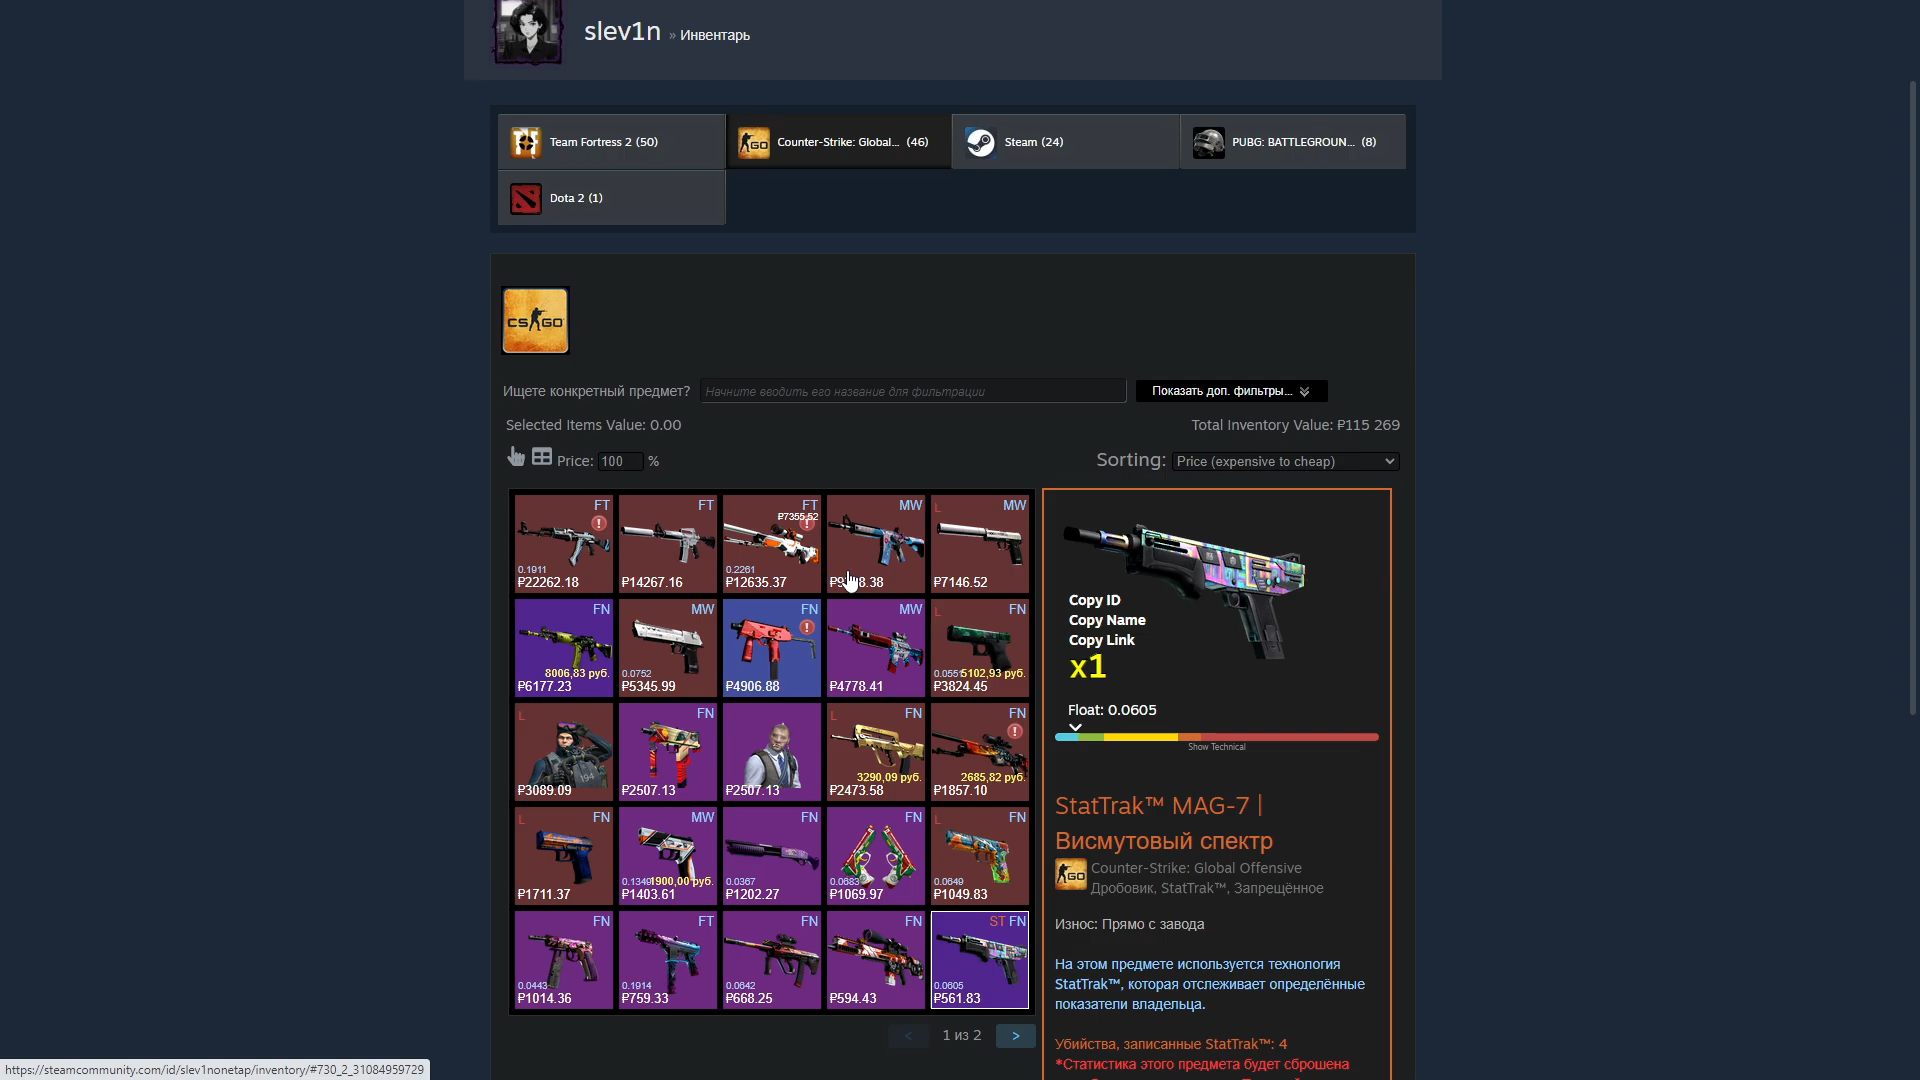 slev1n » Инвентарь
Team Fortress 2 (50)
Counter-Strike: Global... (46)
Steam (24)
PUBG: BATTLEGROUN... (8)
Dota 2 (1)
CS GO
Ищете конкретный предмет?
Начните вводить его название для фильтрации
Показать доп. фильтры...
Selected Items Value: 0.00
Total Inventory Value: ₽115 269
Price: 100 %
Sorting: Price (expensive to cheap)
FT
0.1911
₽22262.18
FT
₽14267.16
FT
₽7355.52
0.2261
₽12635.37
MW
L MW
₽7146.52
FN
8006,83 руб.
₽6177.23
MW
0.0752
₽5345.99
FN
₽4906.88
MW
₽4778.41
L FN
5102,93 руб.
₽3824.45
L
194
₽3089.09
FN
₽2507.13
₽2507.13
L FN
3290,09 руб.
₽2473.58
L FN
2685,82 руб.
₽1857.10
L FN
₽1711.37
MW
1900,00 руб.
₽1403.61
FN
0.0367
₽1202.27
FN
0.0683
₽1069.97
L FN
0.0649
₽1049.83
FN
0.0443
₽1014.36
FT
0.1914
₽759.33
FN
0.0642
₽668.25
FN
₽594.43
ST FN
0.0605
₽561.83
< 1 из 2 >
Copy ID
Copy Name
Copy Link
x1
Float: 0.0605
Show Technical
StatTrak™ MAG-7 |
Висмутовый спектр
GO
Counter-Strike: Global Offensive
Дробовик, StatTrak™, Запрещённое
Износ: Прямо с завода
На этом предмете используется технология
StatTrak™, которая отслеживает определённые
показатели владельца.
Убийства, записанные StatTrak™: 4
*Статистика этого предмета будет сброшена
https://steamcommunity.com/id/slev1nonetap/inventory/#730_2_31084959729